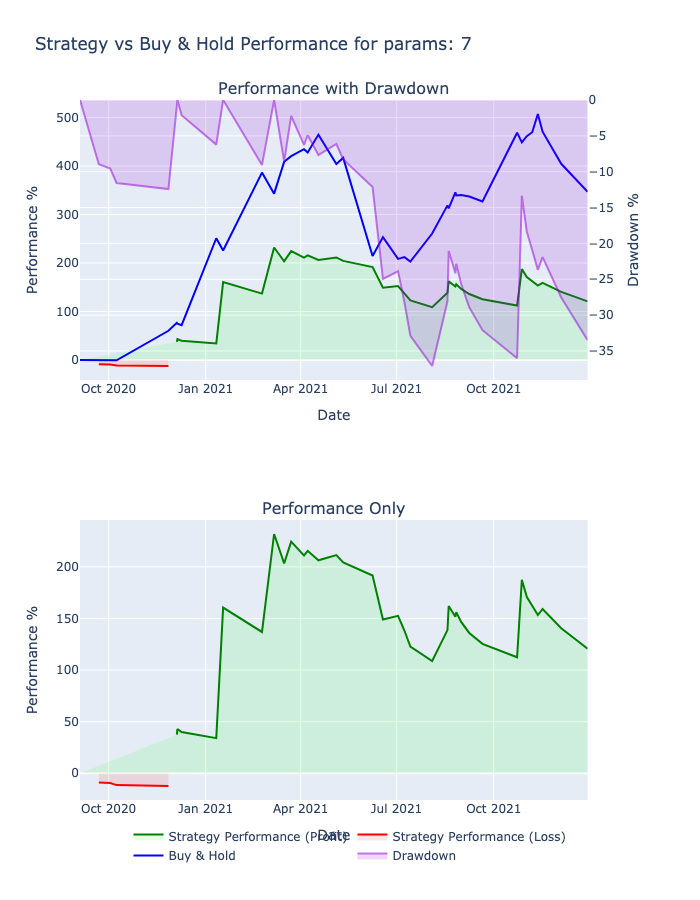 Strategy vs Buy & Hold Performance for params: 7
Performance with Drawdown
500
400
300
200
100
0
Performance %
0
−5
−10
−15
−20
−25
−30
−35
Drawdown %
Oct 2020 Jan 2021 Apr 2021 Jul 2021 Oct 2021
Date
Performance Only
200
150
100
50
0
Performance %
Oct 2020 Jan 2021 Apr 2021 Jul 2021 Oct 2021
Date
Strategy Performance (Profit) Strategy Performance (Loss)
Buy & Hold Drawdown